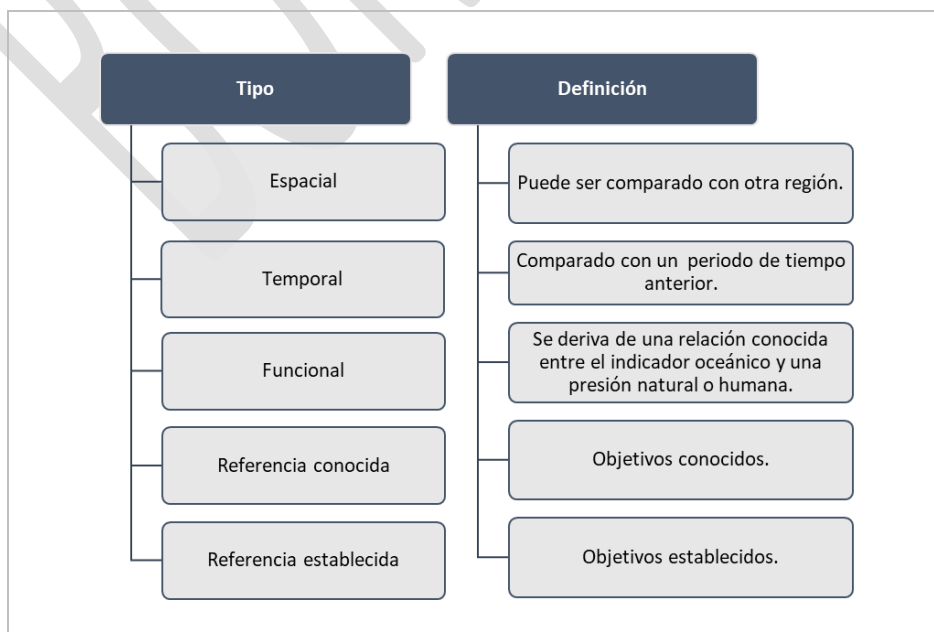 Tipo
Definición
Espacial
Puede ser comparado con otra región.
Temporal
Comparado con un periodo de tiempo
anterior.
Funcional
Se deriva de una relación conocida
entre el indicador oceánico y una
presión natural o humana.
Referencia conocida
Objetivos conocidos.
Referencia establecida
Objetivos establecidos.